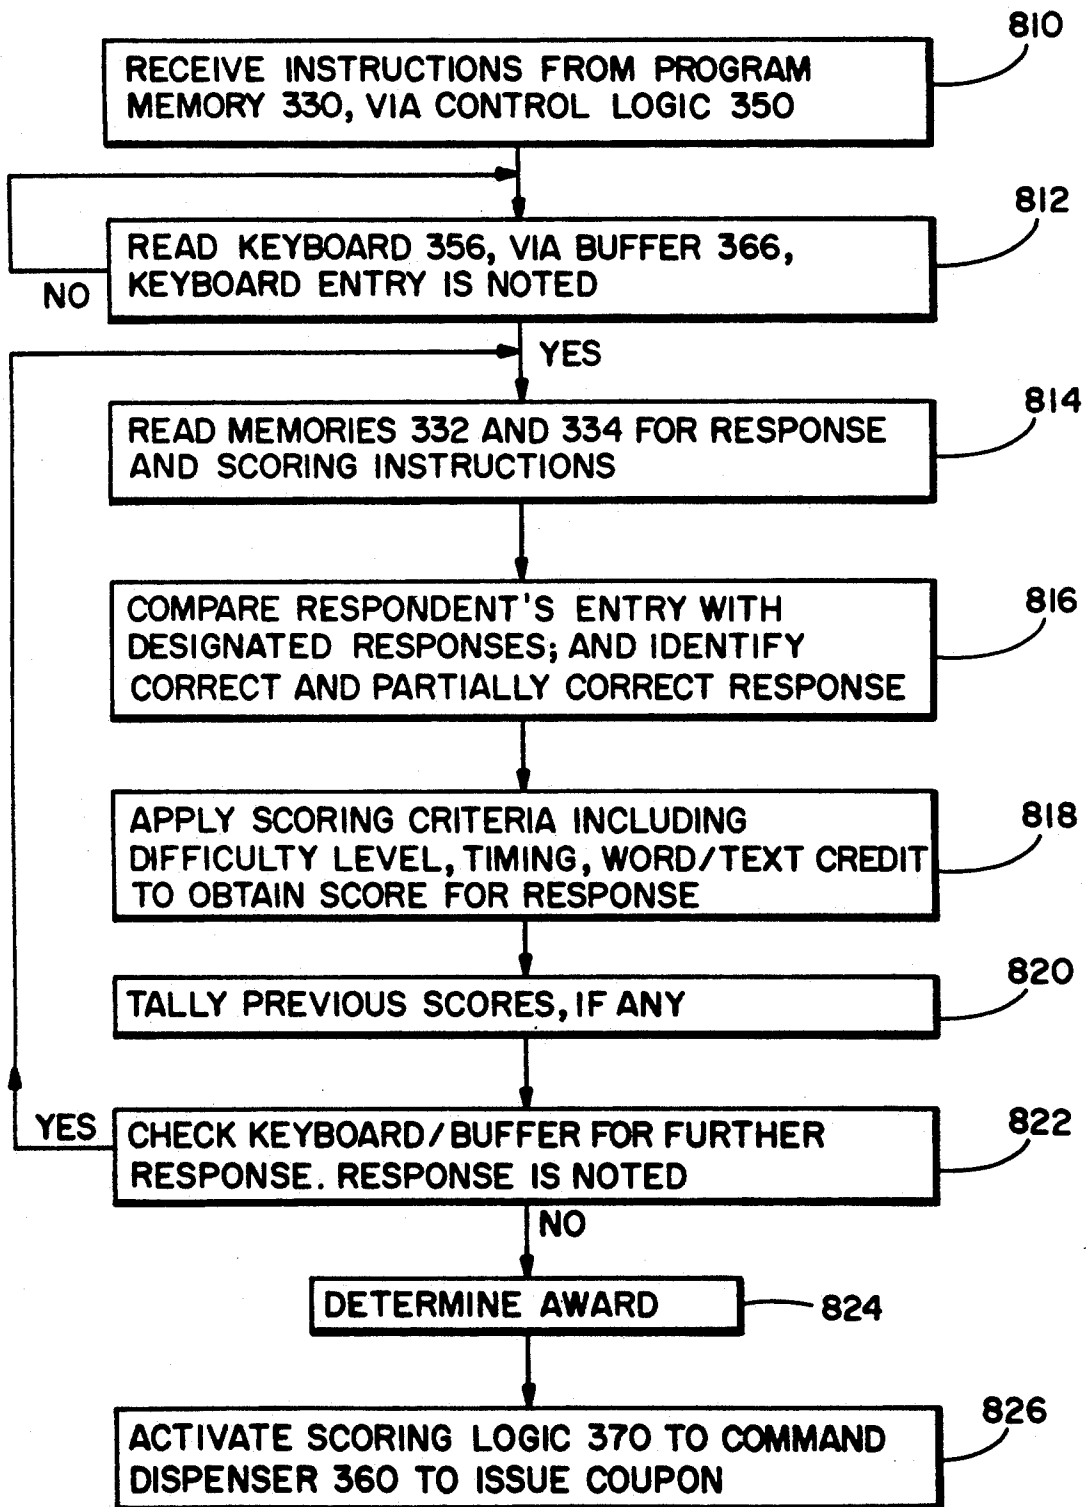 810
RECEIVE INSTRUCTIONS FROM PROGRAM
MEMORY 330, VIA CONTROL LOGIC 350
812
READ KEYBOARD 356, VIA BUFFER 366,
KEYBOARD ENTRY IS NOTED
NO
YES
814
READ MEMORIES 332 AND 334 FOR RESPONSE
AND SCORING INSTRUCTIONS
816
COMPARE RESPONDENT'S ENTRY WITH
DESIGNATED RESPONSES; AND IDENTIFY
CORRECT AND PARTIALLY CORRECT RESPONSE
818
APPLY SCORING CRITERIA INCLUDING
DIFFICULTY LEVEL, TIMING, WORD/TEXT CREDIT
TO OBTAIN SCORE FOR RESPONSE
820
TALLY PREVIOUS SCORES, IF ANY
822
YES
CHECK KEYBOARD/BUFFER FOR FURTHER
RESPONSE. RESPONSE IS NOTED
NO
DETERMINE AWARD
824
826
ACTIVATE SCORING LOGIC 370 TO COMMAND
DISPENSER 360 TO ISSUE COUPON